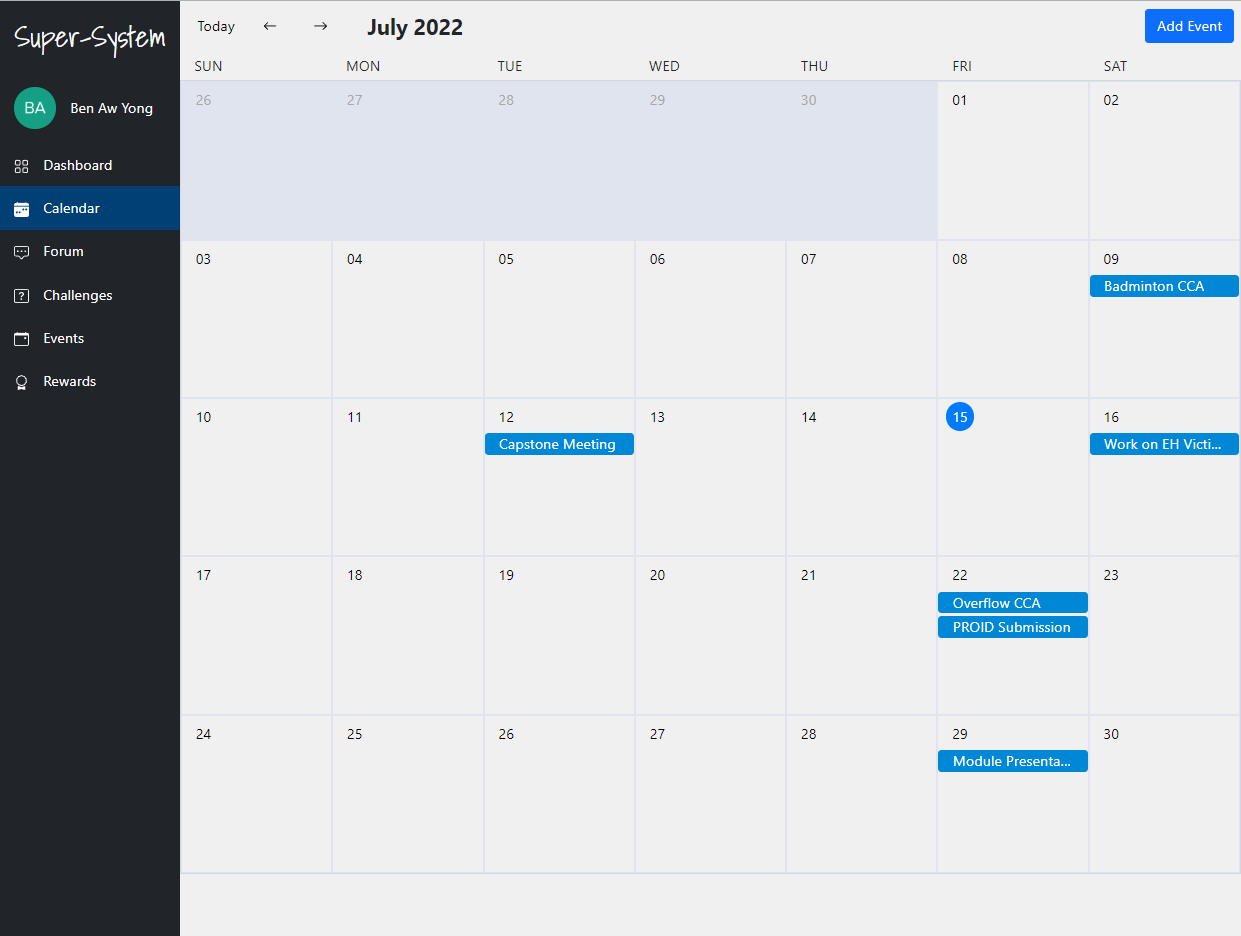 Super-System
BA
Ben Aw Yong
Dashboard
Calendar
Forum
Challenges
Events
Rewards
Today ← → July 2022 Add Event
SUN MON TUE WED THU FRI SAT
26 27 28 29 30 01 02
03 04 05 06 07 08 09
Badminton CCA
10 11 12 13 14 15 16
Capstone Meeting Work on EH Victi...
17 18 19 20 21 22 23
Overflow CCA
PROID Submission
24 25 26 27 28 29 30
Module Presenta...